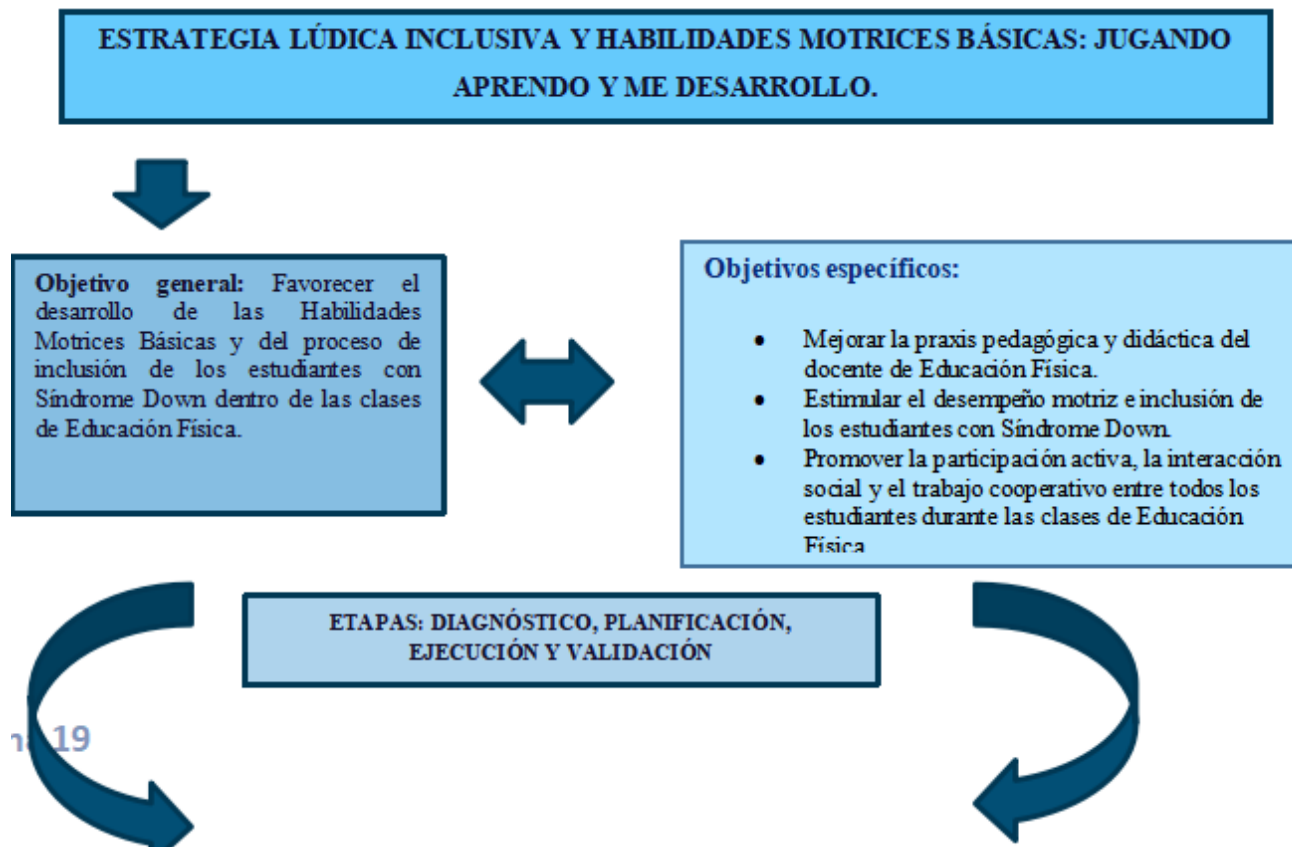 ESTRATEGIA LÚDICA INCLUSIVA Y HABILIDADES MOTRICES BÁSICAS: JUGANDO
APRENDO Y ME DESARROLLO.
Objetivo general: Favorecer el
desarrollo de las Habilidades
Motrices Básicas y del proceso de
inclusión de los estudiantes con
Síndrome Down dentro de las clases
de Educación Física.
Objetivos específicos:
• Mejorar la praxis pedagógica y didáctica del
docente de Educación Física.
• Estimular el desempeño motriz e inclusión de
los estudiantes con Síndrome Down.
• Promover la participación activa, la interacción
social y el trabajo cooperativo entre todos los
estudiantes durante las clases de Educación
Física
ETAPAS: DIAGNÓSTICO, PLANIFICACIÓN,
EJECUCIÓN Y VALIDACIÓN
19